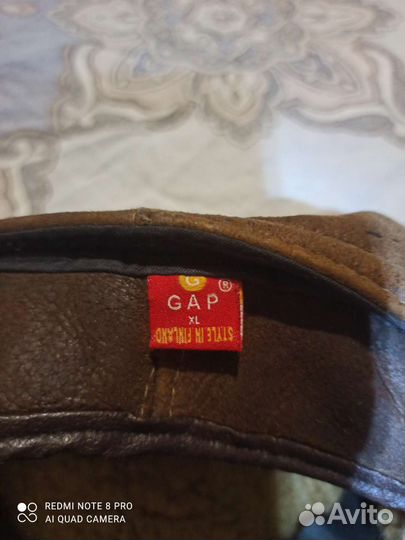 G ®
GAP
XL
STYLE IN FINLAND
REDMI NOTE 8 PRO
AI QUAD CAMERA
Avito